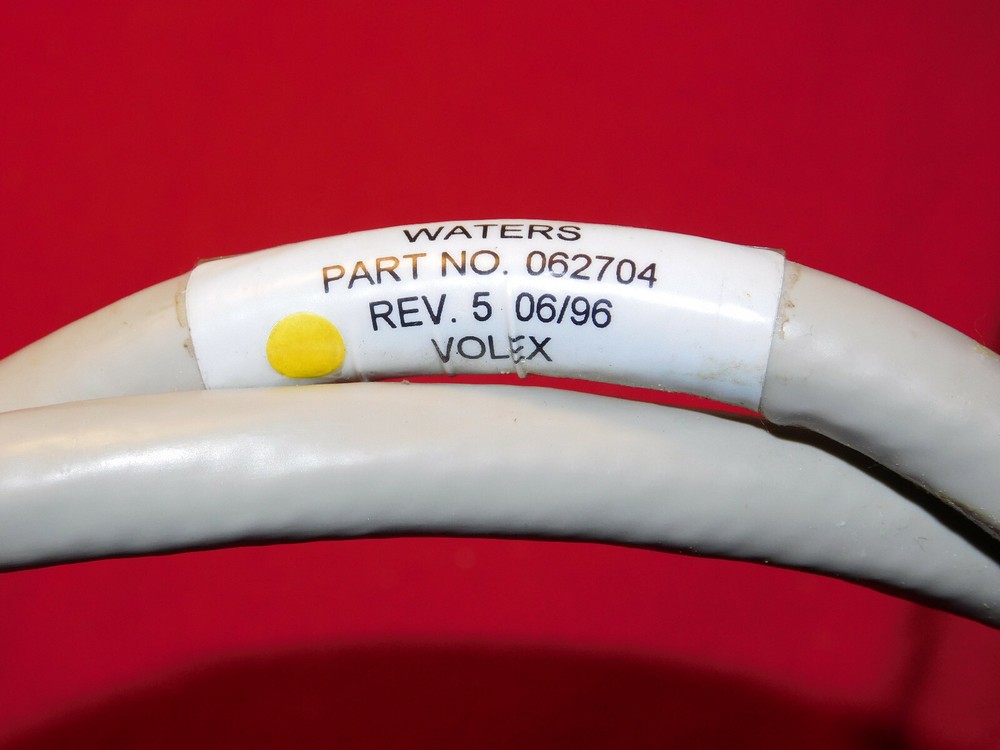 WATERS
PART NO. 062704
REV. 5 06/96
VOLEX